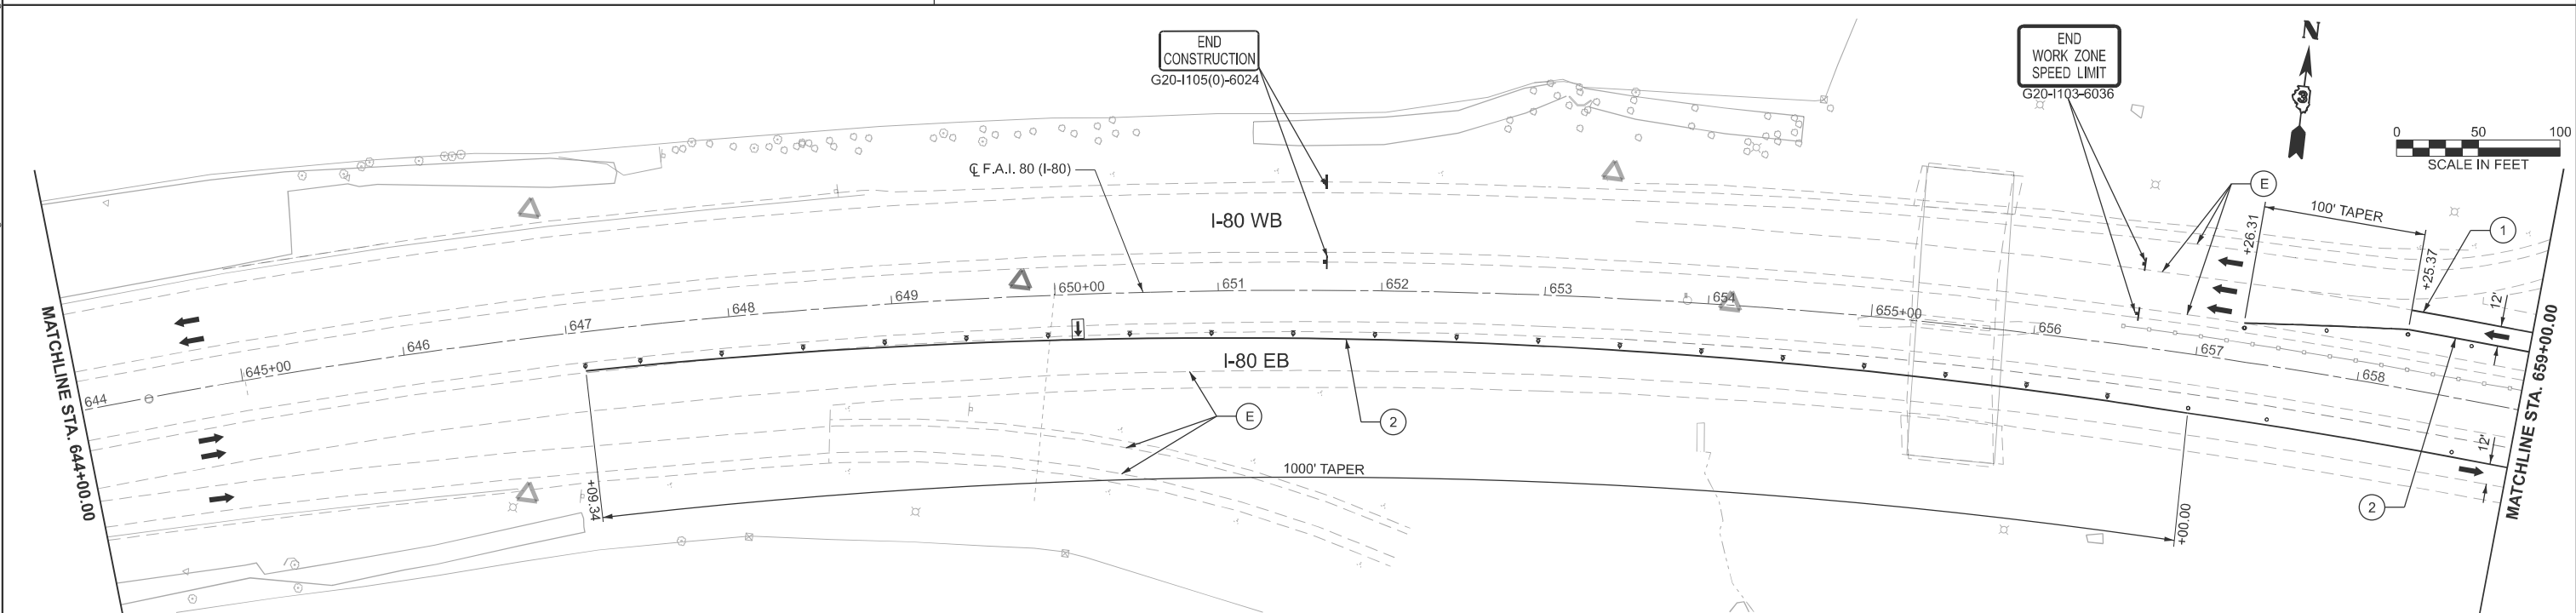 END
CONSTRUCTION
G20-I105(0)-6024
END
WORK ZONE
SPEED LIMIT
G20-I103-6036
N
3
0 50 100
SCALE IN FEET
℄ F.A.I. 80 (I-80)
E
100' TAPER
1
+26.31
+25.37
12'
I-80 WB
644
645+00
646
647
648
649
650+00
651
652
653
654
655+00
656
657
658
I-80 EB
E
2
12'
2
1000' TAPER
+09.34
+00.00
MATCHLINE STA. 644+00.00
MATCHLINE STA. 659+00.00